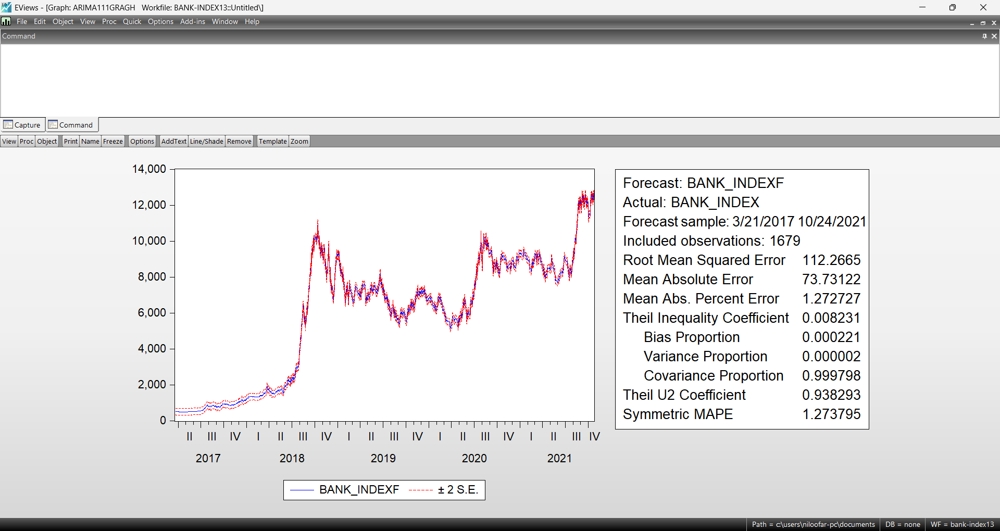 EViews - [Graph: ARIMA111GRAGH   Workfile: BANK-INDEX13::Untitled\]
File Edit Object View Proc Quick Options Add-ins Window Help
Command
Capture Command
View Proc Object Print Name Freeze Options AddText Line/Shade Remove Template Zoom
14,000
12,000
10,000
8,000
6,000
4,000
2,000
0
II III IV I II III IV I II III IV I II III IV I II III IV
2017 2018 2019 2020 2021
BANK_INDEXF ± 2 S.E.
Forecast: BANK_INDEXF
Actual: BANK_INDEX
Forecast sample: 3/21/2017 10/24/2021
Included observations: 1679
Root Mean Squared Error 112.2665
Mean Absolute Error 73.73122
Mean Abs. Percent Error 1.272727
Theil Inequality Coefficient 0.008231
Bias Proportion 0.000221
Variance Proportion 0.000002
Covariance Proportion 0.999798
Theil U2 Coefficient 0.938293
Symmetric MAPE 1.273795
Path = c:\users\niloofar-pc\documents DB = none WF = bank-index13